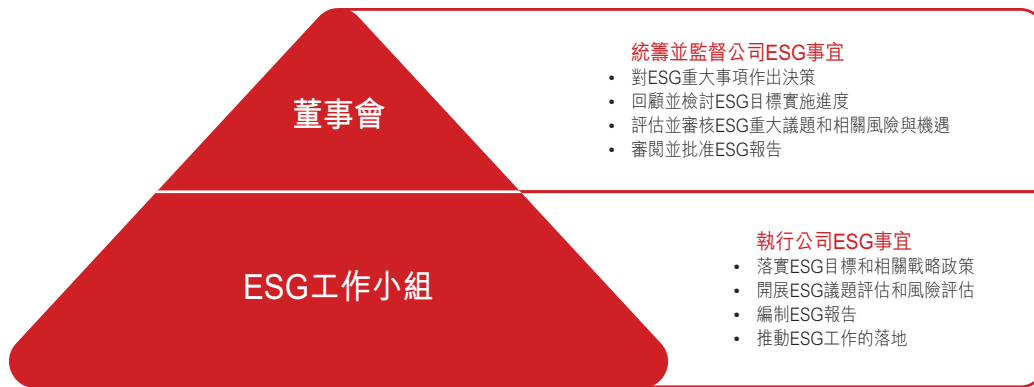 董事會
統籌並監督公司ESG事宜
• 對ESG重大事項作出決策
• 回顧並檢討ESG目標實施進度
• 評估並審核ESG重大議題和相關風險與機遇
• 審閱並批准ESG報告
ESG工作小組
執行公司ESG事宜
• 落實ESG目標和相關戰略政策
• 開展ESG議題評估和風險評估
• 編制ESG報告
• 推動ESG工作的落地